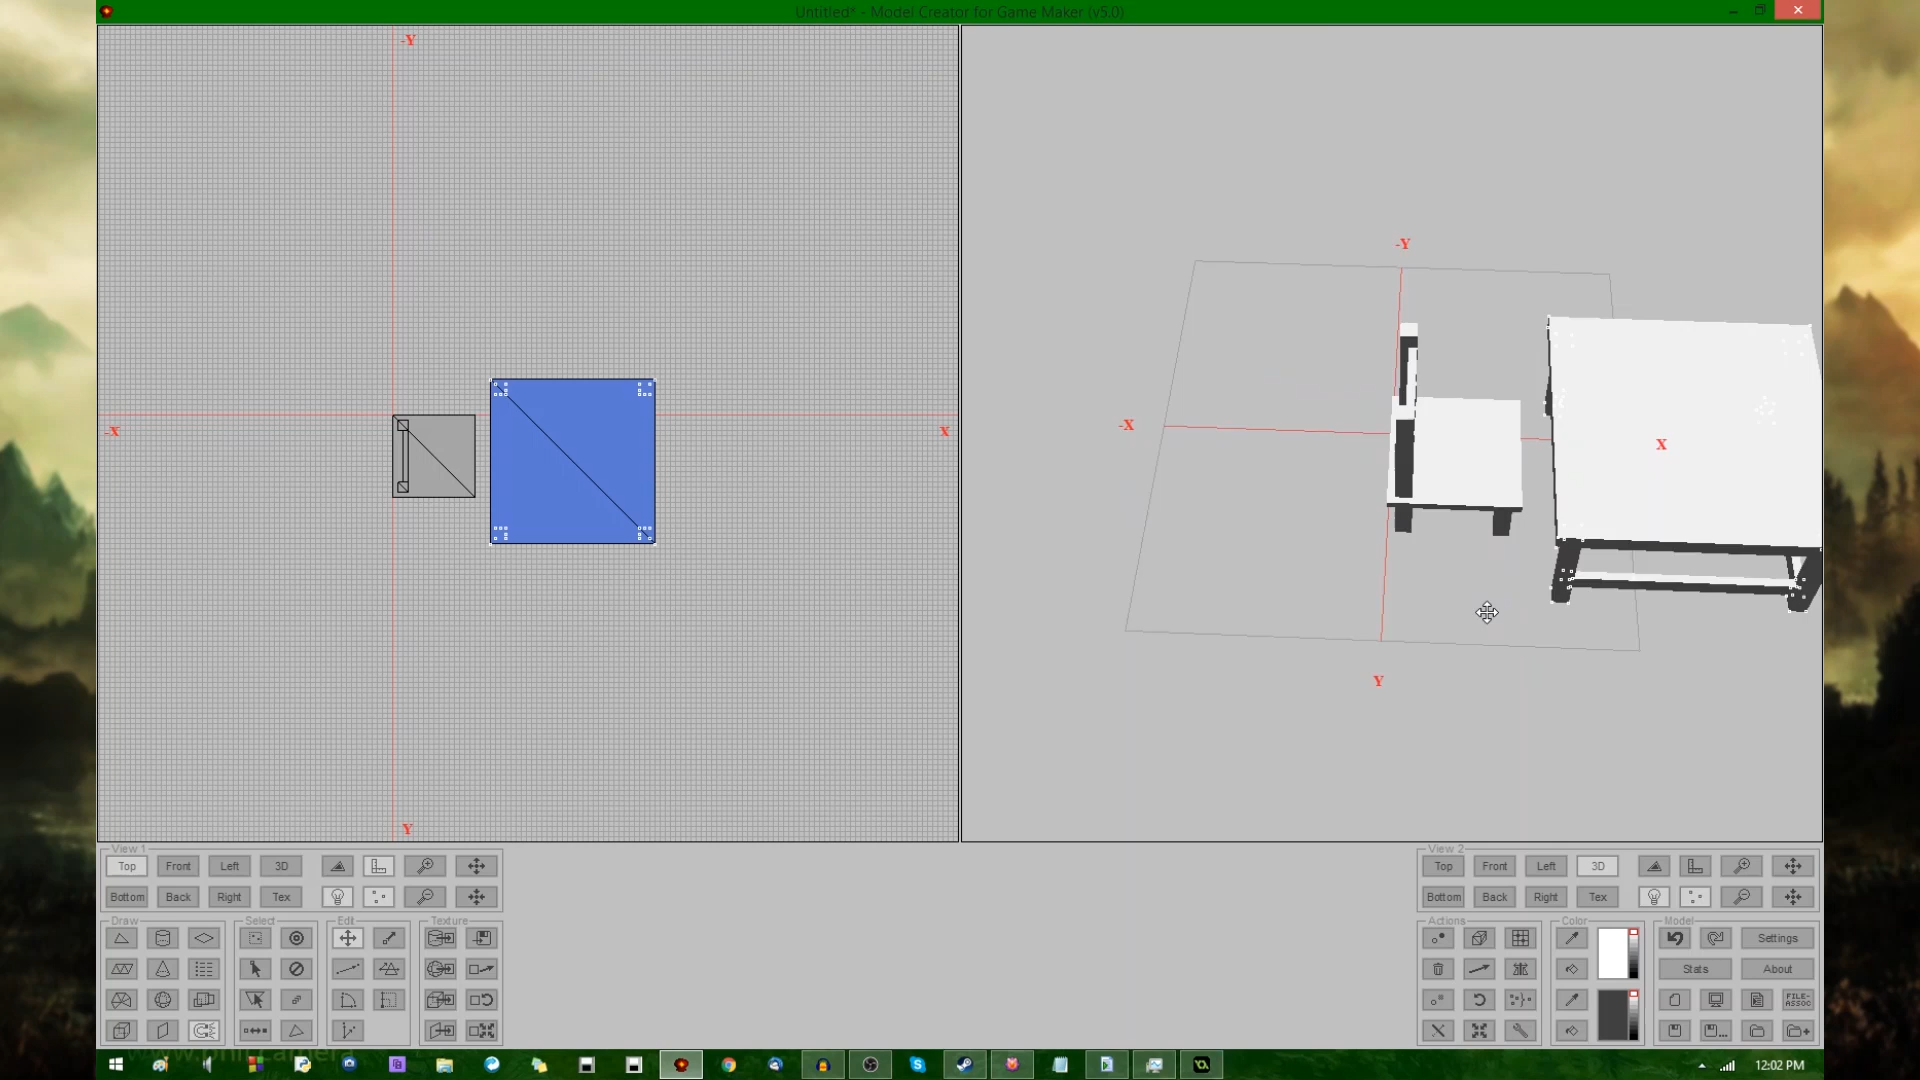 Untitled* - Model Creator for Game Maker (v5.0)
-Y
-X
X
Y
-Y
-X
X
Y
View 1
Top Front Left 3D
Bottom Back Right Tex
Draw Select Edit Texture
View 2
Top Front Left 3D
Bottom Back Right Tex
Actions Color Model
Settings
Stats About
FILE-
ASSOC
12:02 PM